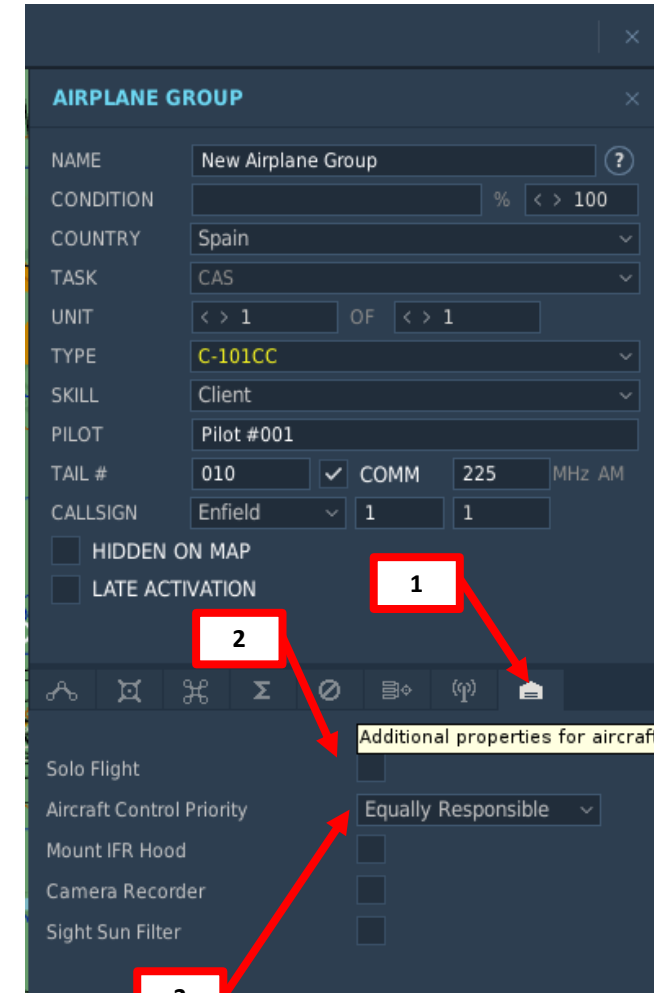 AIRPLANE GROUP
NAME New Airplane Group ?
CONDITION % < > 100
COUNTRY Spain
TASK CAS
UNIT < > 1 OF < > 1
TYPE C-101CC
SKILL Client
PILOT Pilot #001
TAIL # 010 COMM 225 MHz AM
CALLSIGN Enfield 1 1
HIDDEN ON MAP
LATE ACTIVATION
1
2
Additional properties for aircraft
Solo Flight
Aircraft Control Priority Equally Responsible
Mount IFR Hood
Camera Recorder
Sight Sun Filter